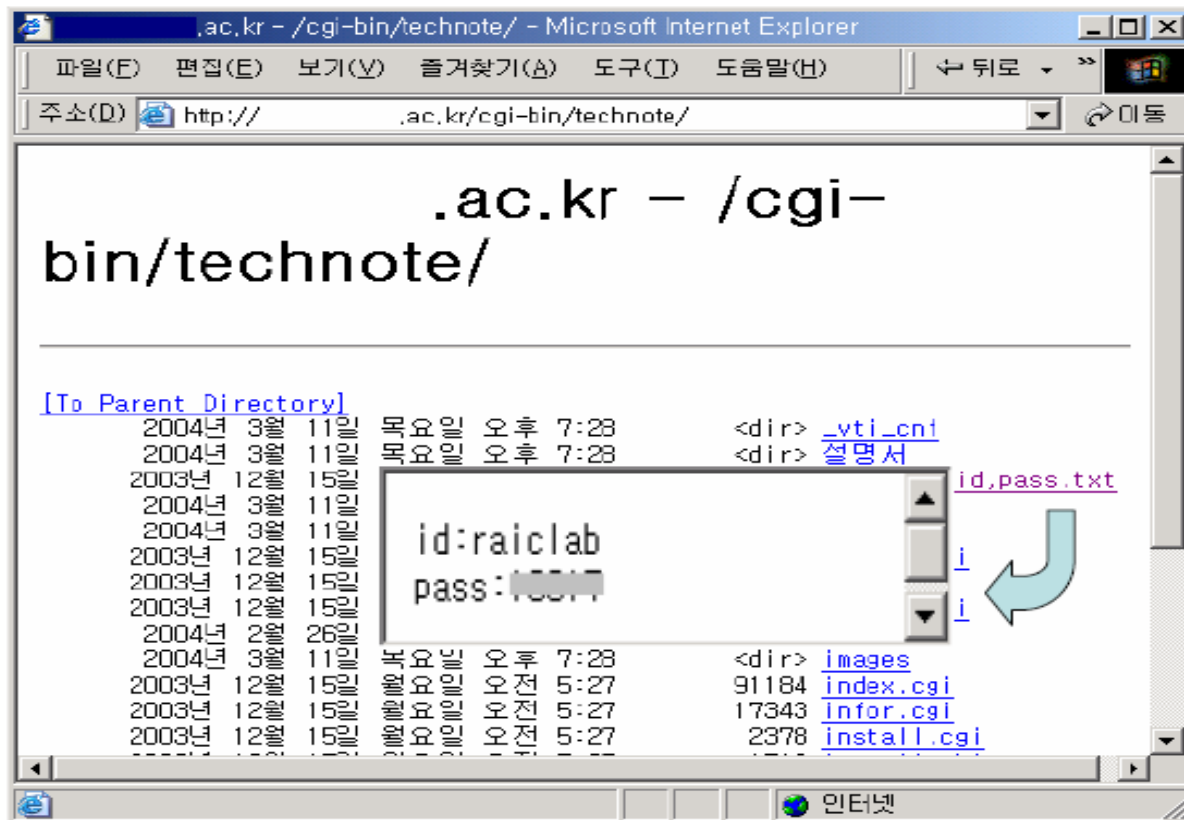 .ac.kr - /cgi-bin/technote/ - Microsoft Internet Explorer
파일(F) 편집(E) 보기(V) 즐겨찾기(A) 도구(T) 도움말(H) 뒤로 »
주소(D) http:// .ac.kr/cgi-bin/technote/ 이동
.ac.kr - /cgi-
bin/technote/
[To Parent Directory]
2004년 3월 11일 목요일 오후 7:28 <dir> _vti_cnf
2004년 3월 11일 목요일 오후 7:28 <dir> 설명서
2003년 12월 15일 id,pass.txt
2004년 3월 11일
2004년 3월 11일
id:raiclab
2003년 12월 15일 i
2003년 12월 15일
pass:
2003년 12월 15일 i
2004년 2월 26일
2004년 3월 11일 목요일 오후 7:28 <dir> images
2003년 12월 15일 월요일 오전 5:27 91184 index.cgi
2003년 12월 15일 월요일 오전 5:27 17343 infor.cgi
2003년 12월 15일 월요일 오전 5:27 2378 install.cgi
인터넷